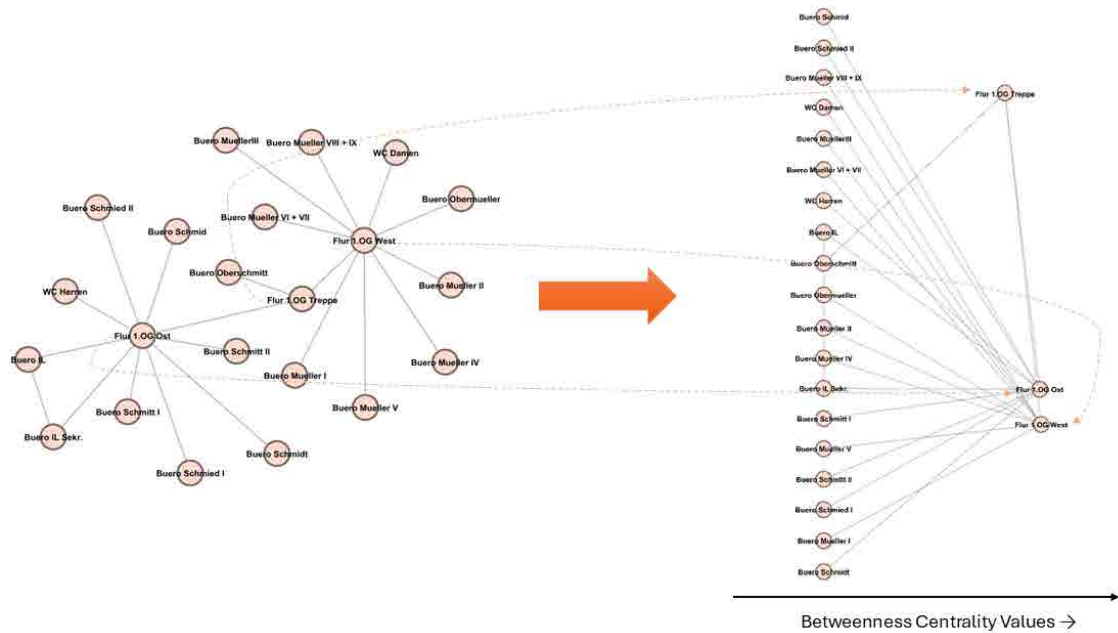 Buero MuellerIII
Buero Mueller VIII + IX
WC Damen
Buero Obermueller
Buero Schmied II
Buero Mueller VI + VII
Buero Schmid
Flur 1.OG West
Buero Oberschmitt
Buero Mueller II
WC Herren
Flur 1.OG Treppe
Flur 1.OG Ost
Buero Schmitt II
Buero IL
Buero Mueller IV
Buero Mueller I
Buero Mueller V
Buero Schmitt I
Buero IL Sekr.
Buero Schmidt
Buero Schmied I
Buero Schmid
Buero Schmied II
Buero Mueller VIII + IX
Flur 1.OG Treppe
WC Damen
Buero MuellerIII
Buero Mueller VI + VII
WC Herren
Buero IL
Buero Oberschmitt
Buero Obermueller
Buero Mueller II
Buero Mueller IV
Buero IL Sekr.
Flur 1.OG Ost
Buero Schmitt I
Flur 1.OG West
Buero Mueller V
Buero Schmitt II
Buero Schmied I
Buero Mueller I
Buero Schmidt
Betweenness Centrality Values →